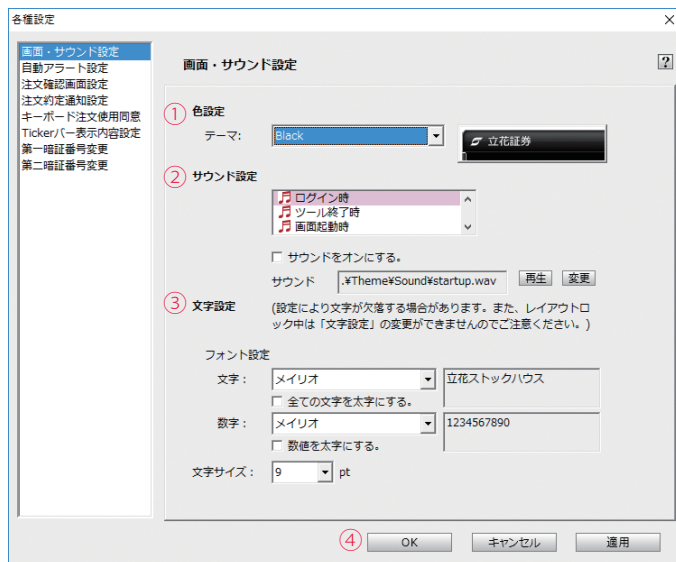 各種設定
画面・サウンド設定
自動アラート設定
注文確認画面設定
注文約定通知設定
キーボード注文使用同意
Tickerバー表示内容設定
第一暗証番号変更
第二暗証番号変更
画面・サウンド設定
?
① 色設定
テーマ: Black 立花証券
② サウンド設定
ログイン時
ツール終了時
画面起動時
サウンドをオンにする。
サウンド .¥Theme¥Sound¥startup.wav 再生 変更
③ 文字設定 (設定により文字が欠落する場合があります。また、レイアウトロ
ック中は「文字設定」の変更ができませんのでご注意ください。)
フォント設定
文字: メイリオ 立花ストックハウス
全ての文字を太字にする。
数字: メイリオ 1234567890
数値を太字にする。
文字サイズ: 9 pt
④ OK キャンセル 適用